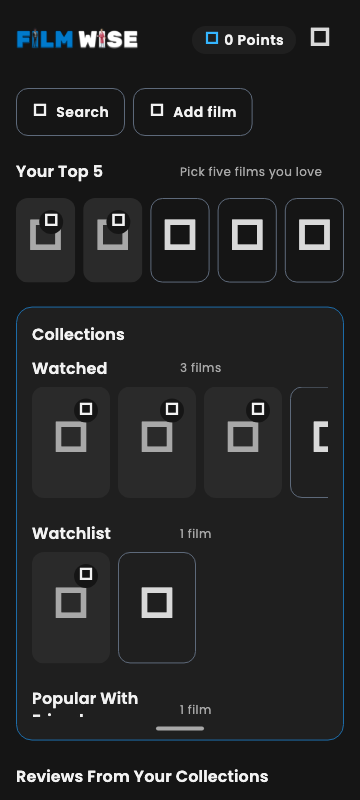 FiLM WiSE
0 Points
Search
Add film
Your Top 5
Pick five films you love
Collections
Watched
3 films
Watchlist
1 film
Popular With
1 film
Reviews From Your Collections